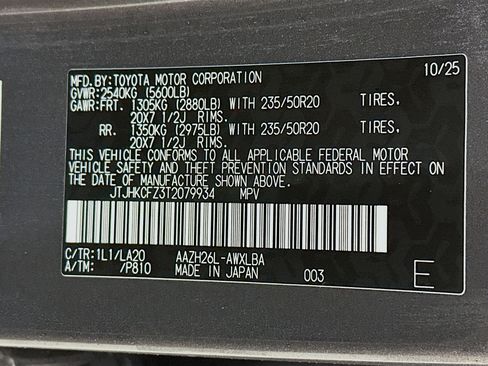 MFD.BY:TOYOTA MOTOR CORPORATION 10/25
GVWR:2540KG (5600LB)
GAWR:FRT. 1305KG (2880LB) WITH 235/50R20 TIRES.
20X7 1/2J RIMS.
RR. 1350KG (2975LB) WITH 235/50R20 TIRES.
20X7 1/2J RIMS.
THIS VEHICLE CONFORMS TO ALL APPLICABLE FEDERAL MOTOR
VEHICLE SAFETY AND THEFT PREVENTION STANDARDS IN EFFECT ON
THE DATE OF MANUFACTURE SHOWN ABOVE.
JTJHKCFZ3T2079934 MPV
C/TR:1L1/LA20 AAZH26L-AWXLBA
A/TM: /P810 MADE IN JAPAN 003 E